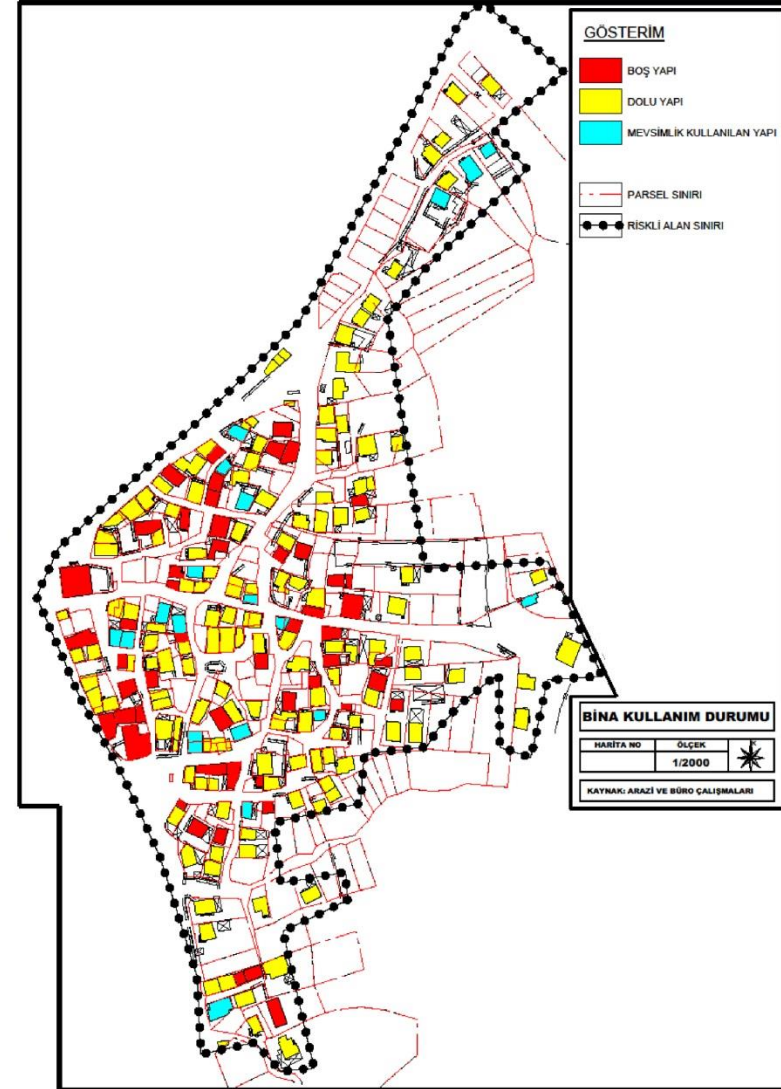 GÖSTERİM
BOŞ YAPI
DOLU YAPI
MEVSİMLİK KULLANILAN YAPI
PARSEL SINIRI
RİSKLİ ALAN SINIRI
BİNA KULLANIM DURUMU
HARİTA NO
ÖLÇEK
1/2000
KAYNAK: ARAZİ VE BÜRO ÇALIŞMALARI